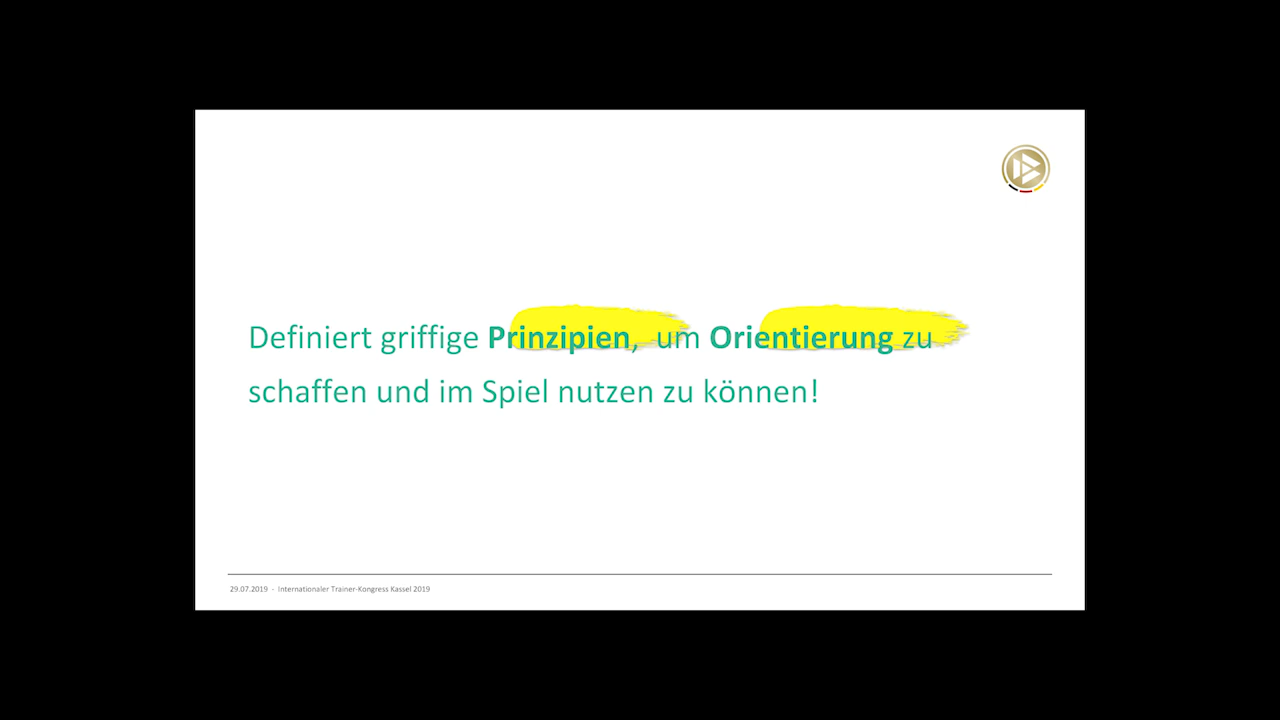 Definiert griffige Prinzipien, um Orientierung zu
schaffen und im Spiel nutzen zu können!
29.07.2019 - Internationaler Trainer-Kongress Kassel 2019